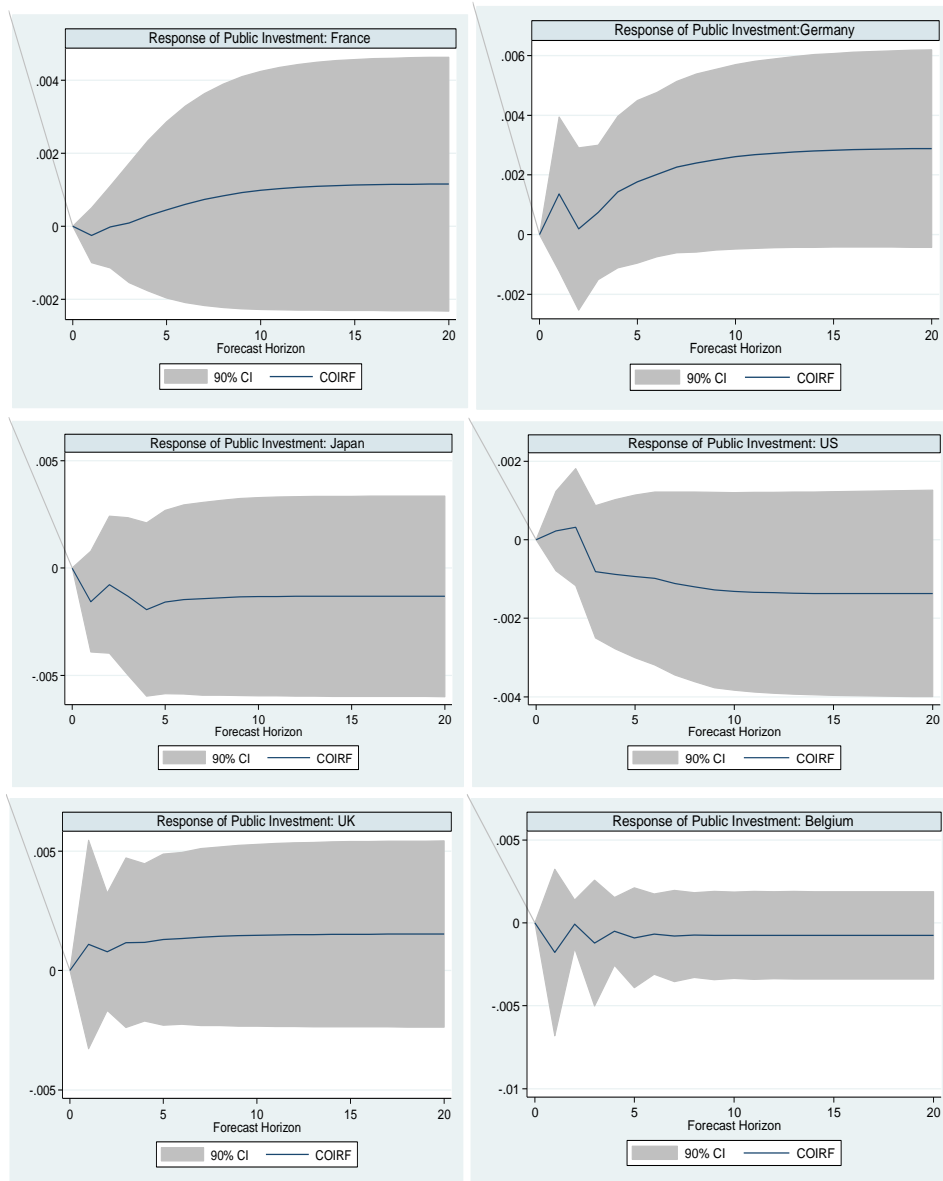 Response of Public Investment: France
.004
.002
0
-.002
0 5 10 15 20
Forecast Horizon
90% CI COIRF
Response of Public Investment:Germany
.006
.004
.002
0
-.002
0 5 10 15 20
Forecast Horizon
90% CI COIRF
Response of Public Investment: Japan
.005
0
-.005
0 5 10 15 20
Forecast Horizon
90% CI COIRF
Response of Public Investment: US
.002
0
-.002
-.004
0 5 10 15 20
Forecast Horizon
90% CI COIRF
Response of Public Investment: UK
.005
0
-.005
0 5 10 15 20
Forecast Horizon
90% CI COIRF
Response of Public Investment: Belgium
.005
0
-.005
-.01
0 5 10 15 20
Forecast Horizon
90% CI COIRF